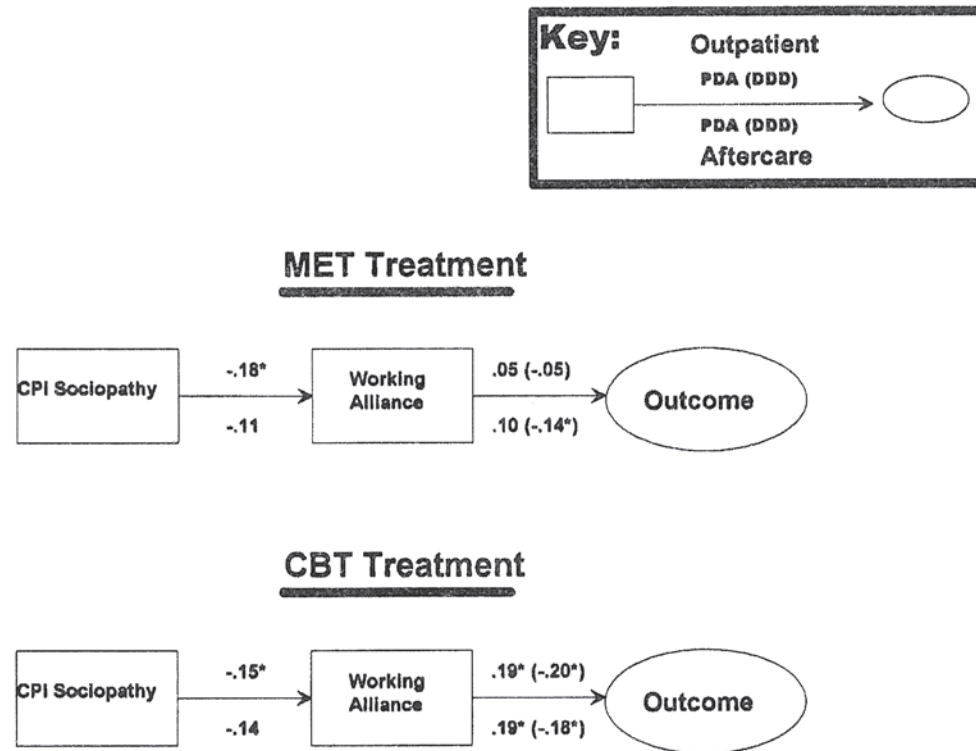 Key:
Outpatient
PDA (DDD)
PDA (DDD)
Aftercare
MET Treatment
CPI Sociopathy
-.18*
-.11
Working
Alliance
.05 (-.05)
.10 (-.14*)
Outcome
CBT Treatment
CPI Sociopathy
-.15*
-.14
Working
Alliance
.19* (-.20*)
.19* (-.18*)
Outcome